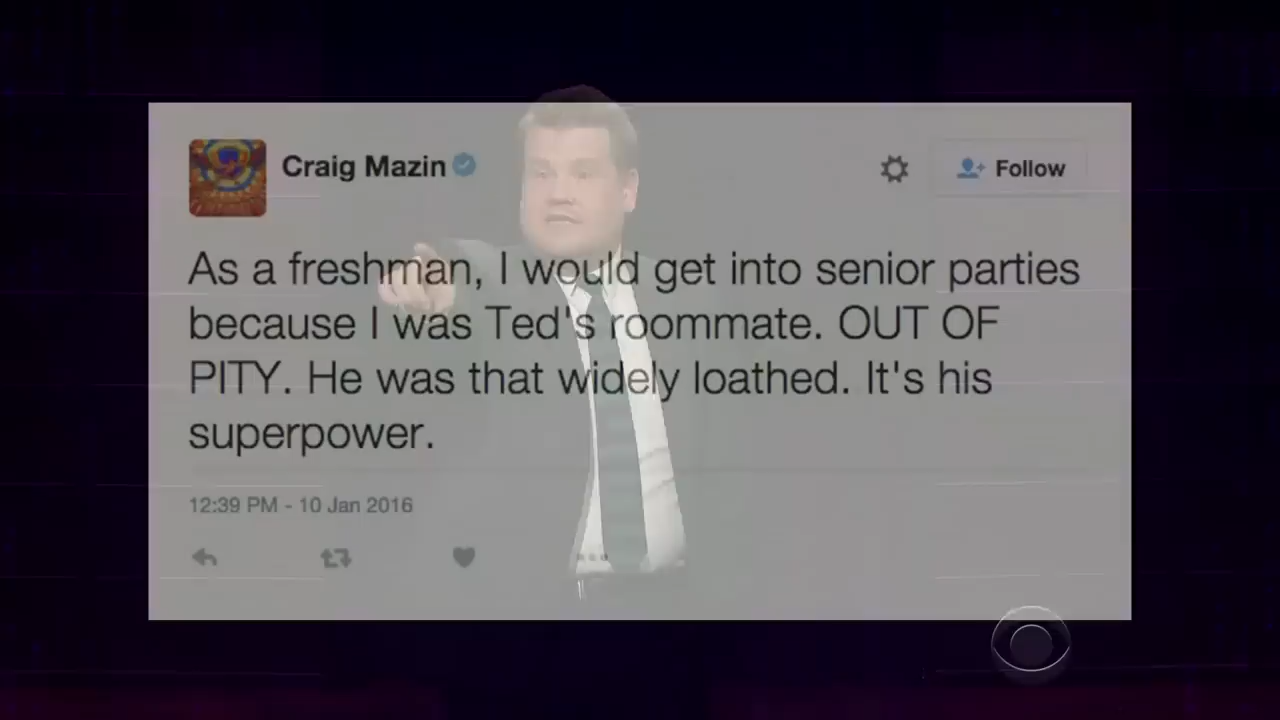 Craig Mazin
Follow
As a freshman, I would get into senior parties
because I was Ted's roommate. OUT OF
PITY. He was that widely loathed. It's his
superpower.
12:39 PM - 10 Jan 2016